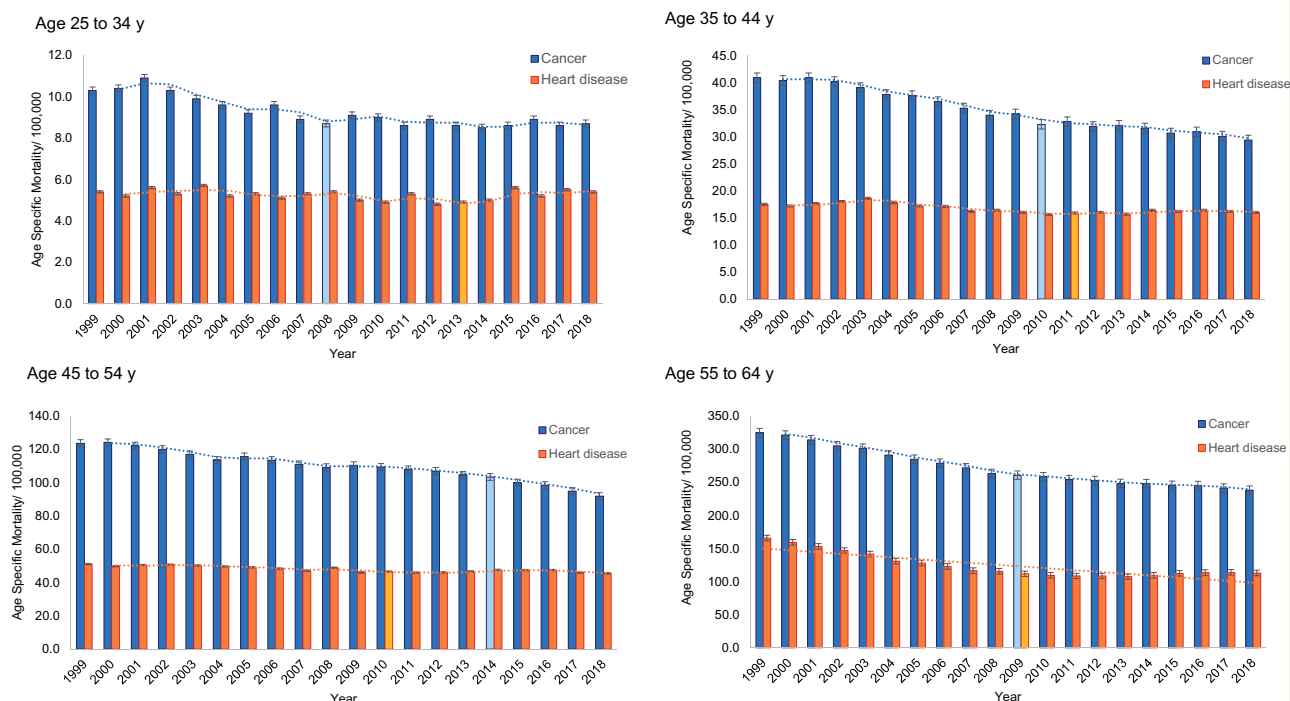 Age 25 to 34 y
Age Specific Mortality/ 100,000
12.0
10.0
8.0
6.0
4.0
2.0
0.0
Cancer
Heart disease
1999 2000 2001 2002 2003 2004 2005 2006 2007 2008 2009 2010 2011 2012 2013 2014 2015 2016 2017 2018
Year
Age 35 to 44 y
Age Specific Mortality/ 100,000
45.0
40.0
35.0
30.0
25.0
20.0
15.0
10.0
5.0
0.0
Cancer
Heart disease
1999 2000 2001 2002 2003 2004 2005 2006 2007 2008 2009 2010 2011 2012 2013 2014 2015 2016 2017 2018
Year
Age 45 to 54 y
Age Specific Mortality/ 100,000
140.0
120.0
100.0
80.0
60.0
40.0
20.0
0.0
Cancer
Heart disease
1999 2000 2001 2002 2003 2004 2005 2006 2007 2008 2009 2010 2011 2012 2013 2014 2015 2016 2017 2018
Year
Age 55 to 64 y
Age Specific Mortality/ 100,000
350.0
300.0
250.0
200.0
150.0
100.0
50.0
0.0
Cancer
Heart disease
1999 2000 2001 2002 2003 2004 2005 2006 2007 2008 2009 2010 2011 2012 2013 2014 2015 2016 2017 2018
Year